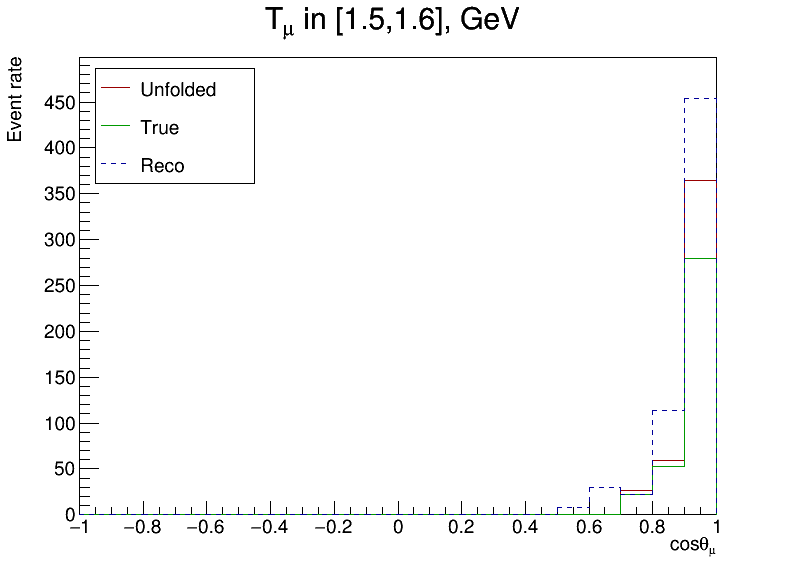 Tμ in [1.5,1.6], GeV
Event rate
Unfolded
True
Reco
450
400
350
300
250
200
150
100
50
0
−1 −0.8 −0.6 −0.4 −0.2 0 0.2 0.4 0.6 0.8 1
cosθμ